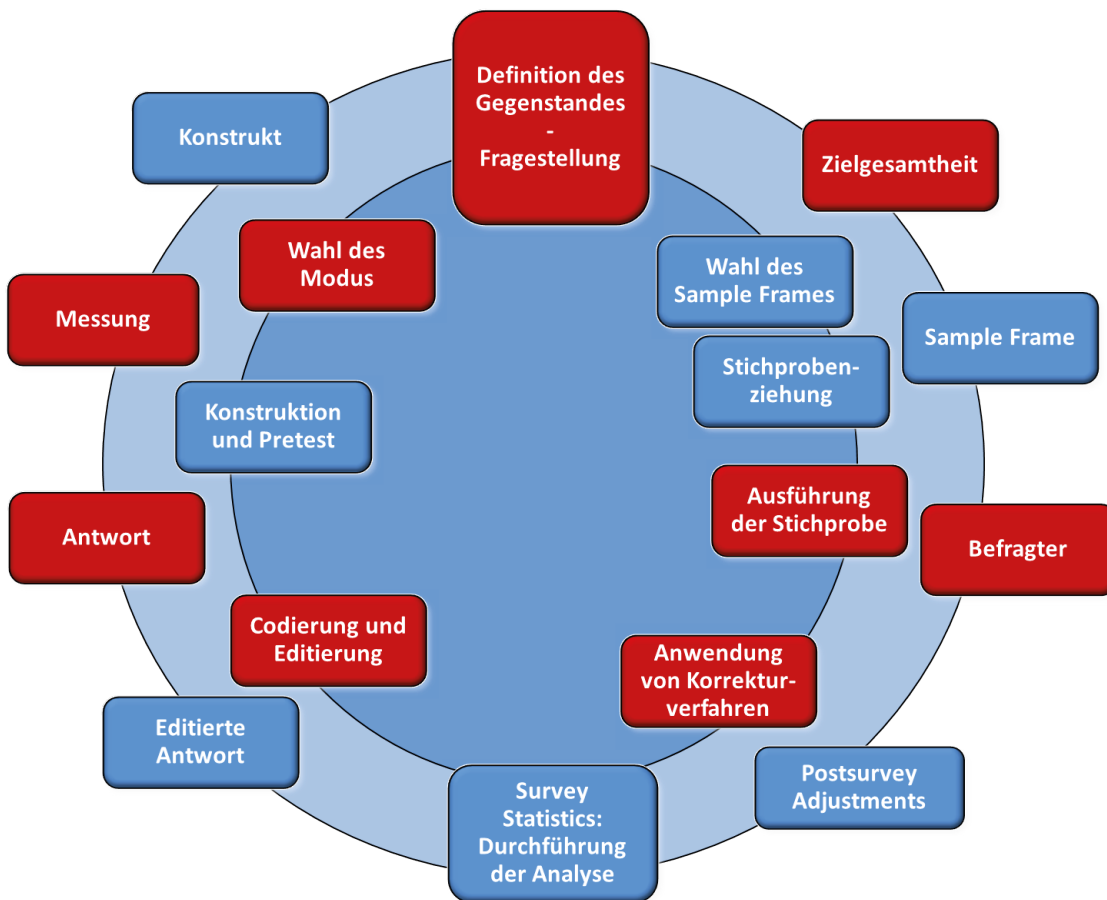 Definition des
Gegenstandes
-
Fragestellung
Konstrukt
Zielgesamtheit
Wahl des
Modus
Wahl des
Sample Frames
Messung
Sample Frame
Stichproben-
ziehung
Konstruktion
und Pretest
Ausführung
der Stichprobe
Antwort
Befragter
Codierung und
Editierung
Anwendung
von Korrektur-
verfahren
Editierte
Antwort
Postsurvey
Adjustments
Survey
Statistics:
Durchführung
der Analyse